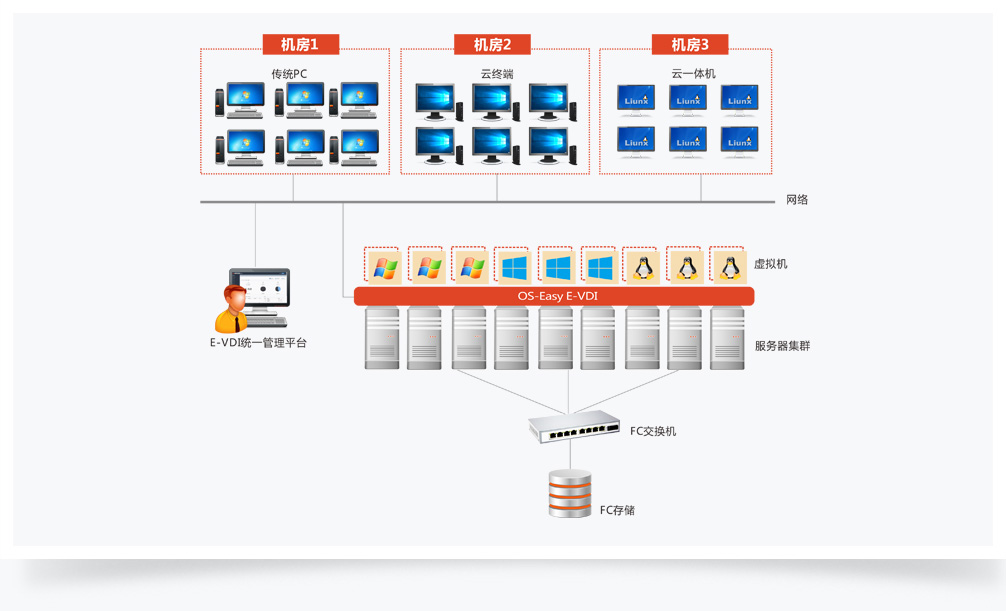 机房1
机房2
机房3
传统PC
云终端
云一体机
Liunx
Liunx
Liunx
Liunx
Liunx
Liunx
网络
虚拟机
OS-Easy E-VDI
E-VDI统一管理平台
服务器集群
FC交换机
FC存储